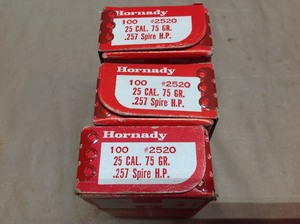 Hornady
100 #2520
25 CAL. 75 GR.
.257 Spire H.P.
Hornady
100 #2520
25 CAL. 75 GR.
.257 Spire H.P.
Hornady
100 #2520
25 CAL. 75 GR.
.257 Spire H.P.